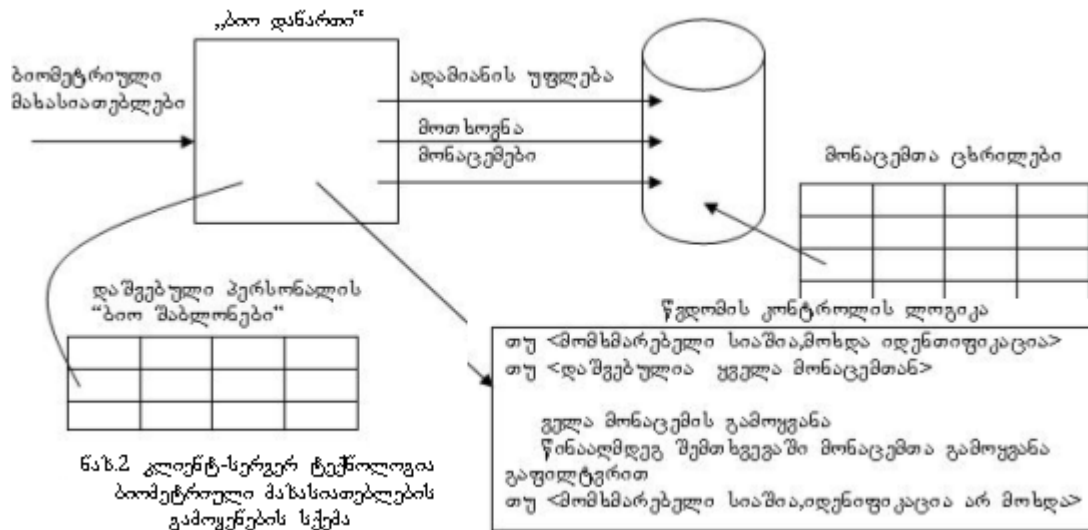 „ბიო დანართი“
ბიომეტრიული
მახასიათებლები
ადამიანის უფლება
მოთხოვნა
მონაცემები
მონაცემთა ცხრილები
დაშვებული პერსონალის
“ბიო შაბლონები“
წვდომის კონტროლის ლოგიკა
თუ <მომხმარებელი სიაშია,მოხდა იდენთიფიკაცია>
თუ <დაშვებულია ყველა მონაცემთან>
ველა მონაცემის გამოყვანა
წინააღმდეგ შემთხვევაში მონაცემთა გამოყვანა
გაფილტვრით
თუ <მომხმარებელი სიაშია,იდენიფიკაცია არ მოხდა>
ნახ.2 კლიენტ-სერვერ ტექნოლოგია
ბიომეტრიული მახასიათებლების
გამოყენების სქემა